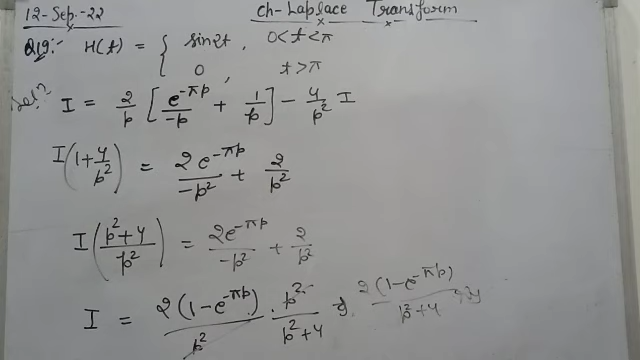 12-Sep.-22 Ch-Laplace Transform
Q19:- H(t) = { sin2t, 0<t<π
0, t>π
Sol: I = 2/p [e^{-πp}/-p + 1/p] - 4/p² I
I(1+4/p²) = 2e^{-πp}/-p² + 2/p²
I(p²+4/p²) = 2e^{-πp}/-p² + 2/p²
I = 2(1-e^{-πp})/p² · p²/p²+4 2(1-e^{-πp})/p²+4